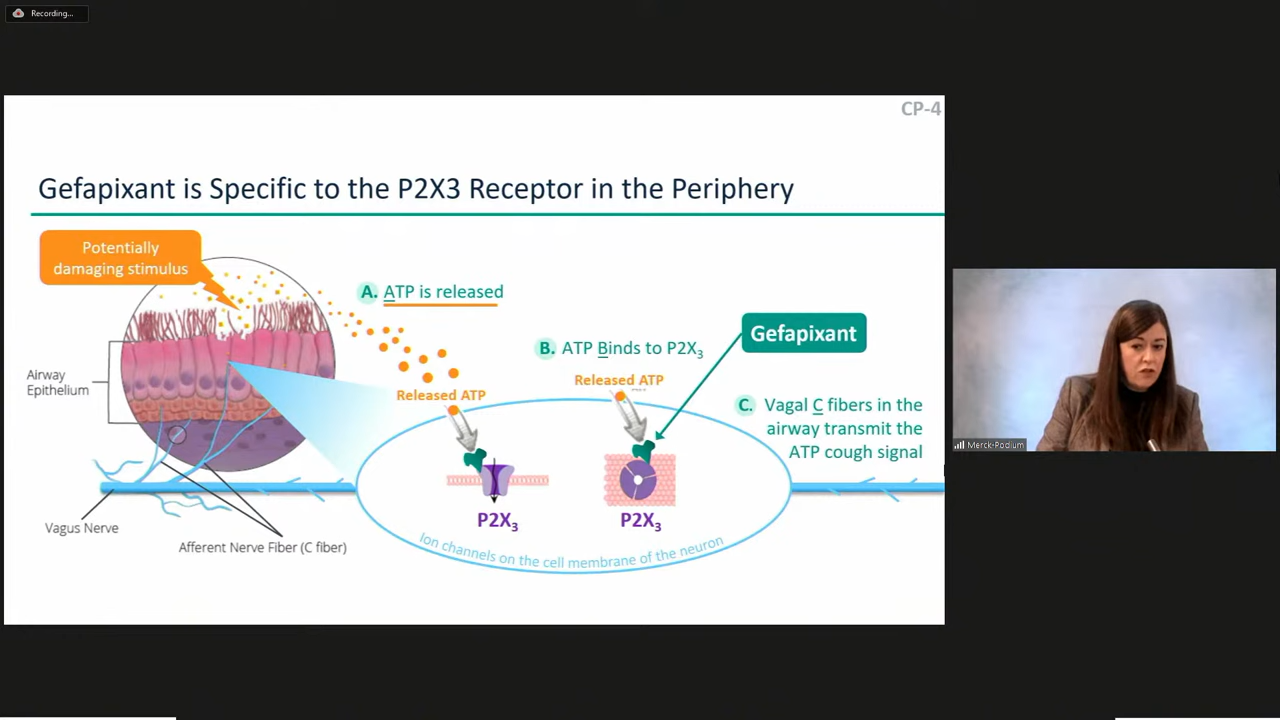 Recording...
CP-4
Gefapixant is Specific to the P2X3 Receptor in the Periphery
Potentially
damaging stimulus
A. ATP is released
Gefapixant
B. ATP Binds to P2X₃
Airway
Epithelium
Released ATP
Released ATP
C. Vagal C fibers in the
airway transmit the
ATP cough signal
Merck-Podium
P2X₃
P2X₃
Vagus Nerve
Afferent Nerve Fiber (C fiber)
Ion channels on the cell membrane of the neuron